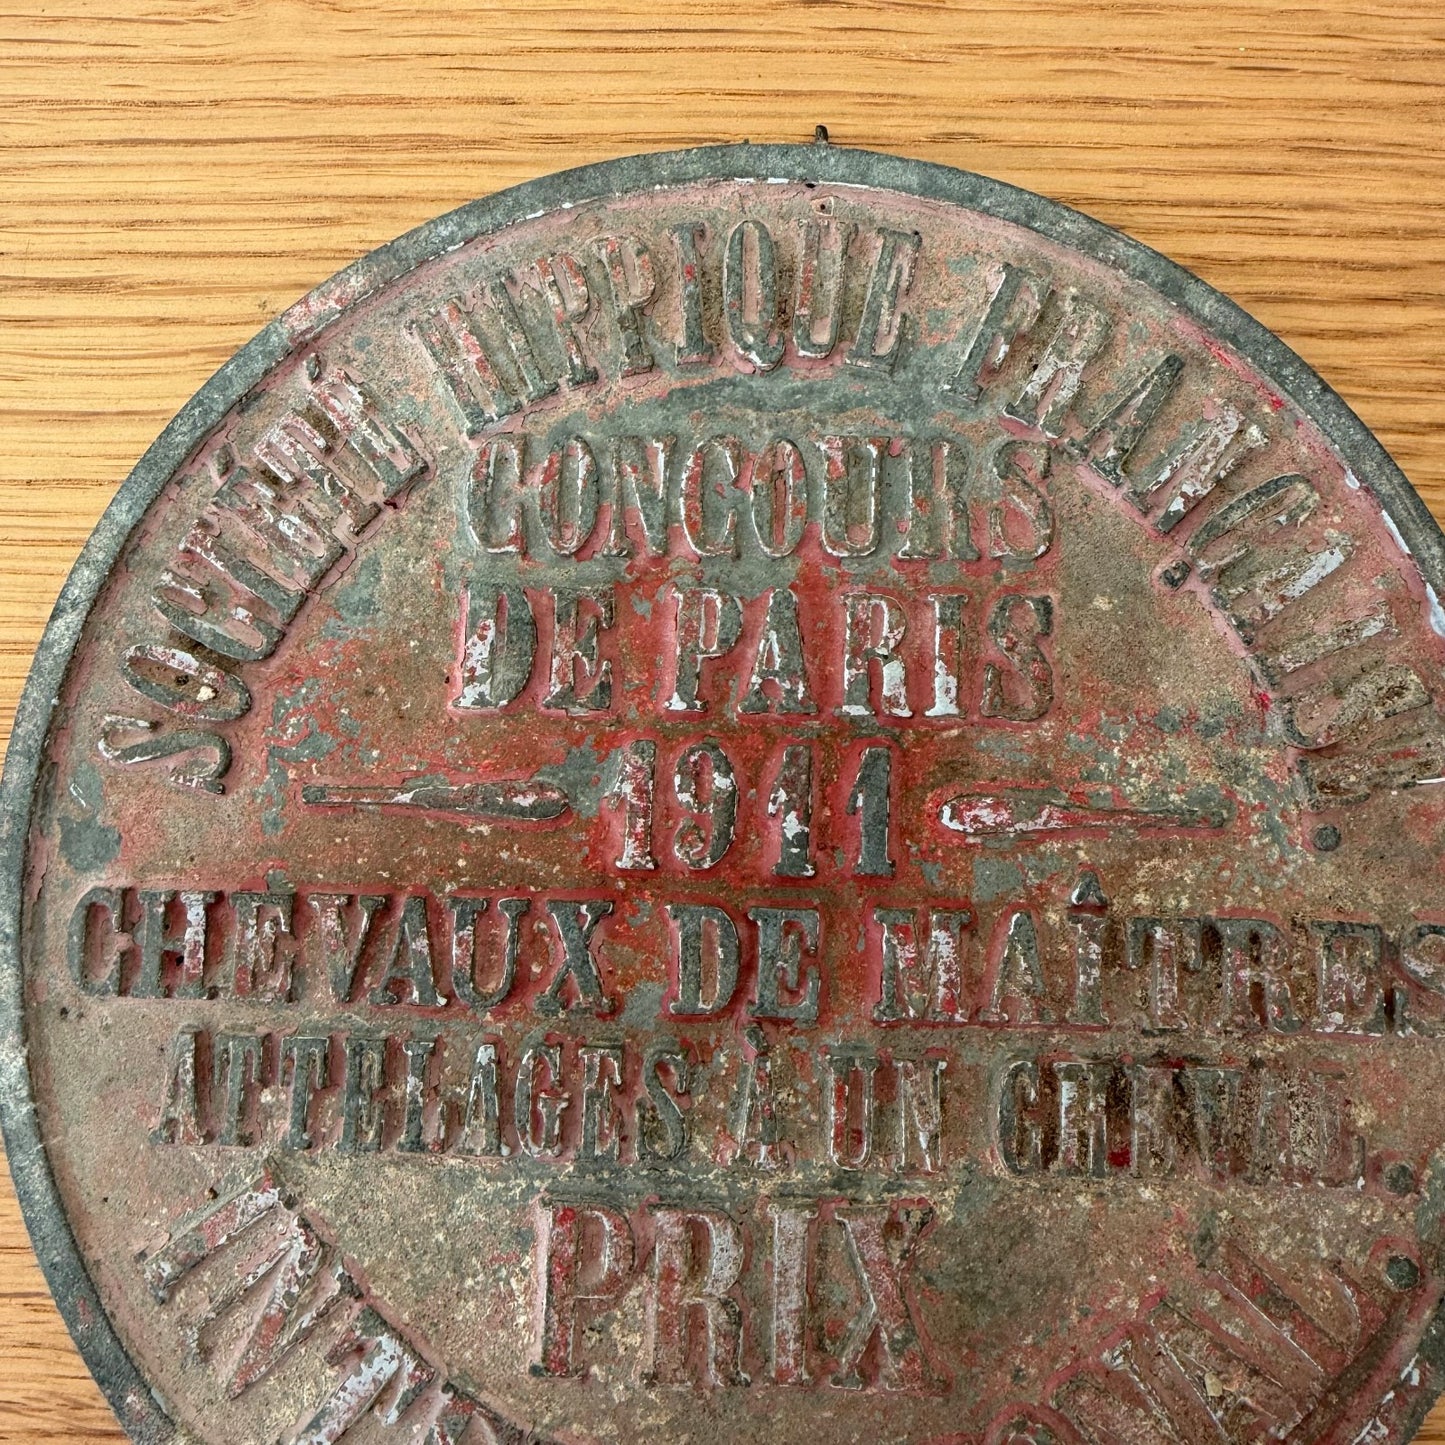 SOCIÉTÉ HIPPIQUE FRANÇAISE.
CONCOURS
DE PARIS
1911
CHEVAUX DE MAÎTRES
ATTELAGES À UN CHEVAL.
PRIX